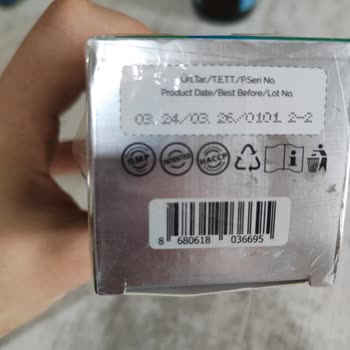 Ürt.Tar./T.E.T.T./P.Seri No.
Product Date/Best Before/Lot No.
03.24/03.26/0101 2-2
GMP
HACCP
8 680618 036695